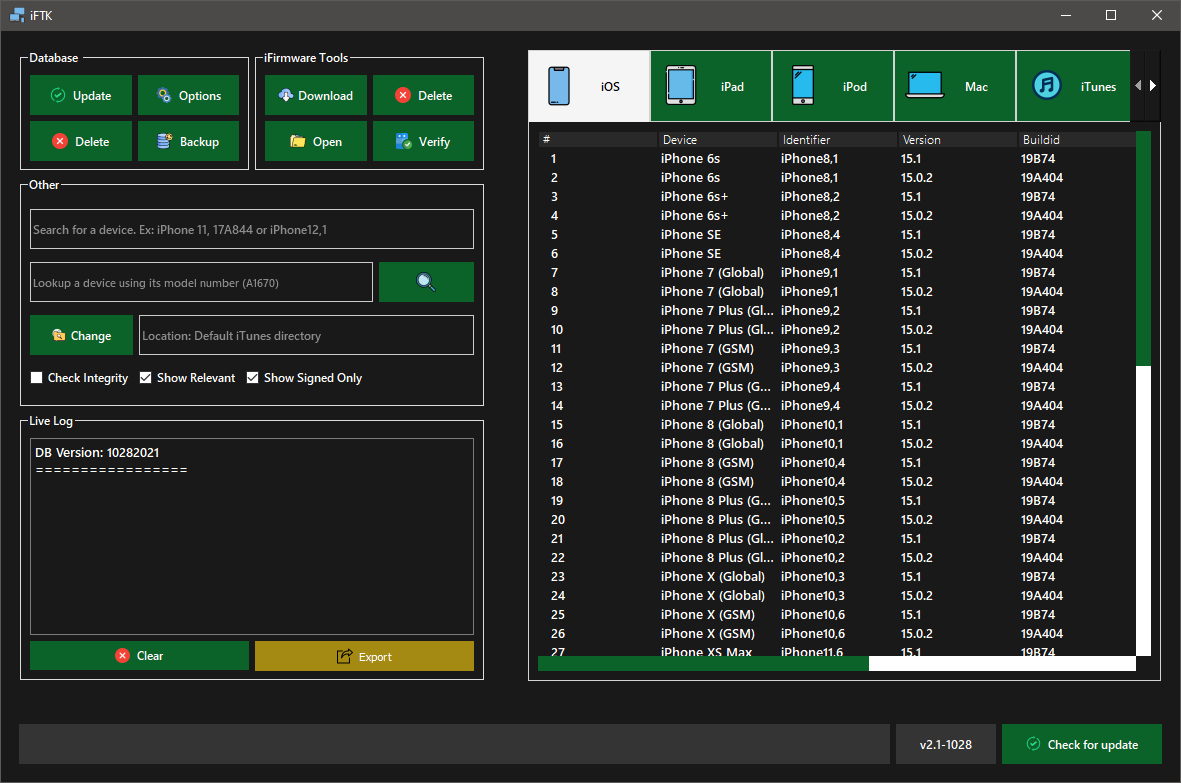 iFTK
Database
Update
Options
Delete
Backup
iFirmware Tools
Download
Delete
Open
Verify
Other
Search for a device. Ex: iPhone 11, 17A844 or iPhone12,1
Lookup a device using its model number (A1670)
Change
Location: Default iTunes directory
Check Integrity
Show Relevant
Show Signed Only
Live Log
DB Version: 10282021
=================
Clear
Export
iOS
iPad
iPod
Mac
iTunes
# Device Identifier Version Buildid
1 iPhone 6s iPhone8,1 15.1 19B74
2 iPhone 6s iPhone8,1 15.0.2 19A404
3 iPhone 6s+ iPhone8,2 15.1 19B74
4 iPhone 6s+ iPhone8,2 15.0.2 19A404
5 iPhone SE iPhone8,4 15.1 19B74
6 iPhone SE iPhone8,4 15.0.2 19A404
7 iPhone 7 (Global) iPhone9,1 15.1 19B74
8 iPhone 7 (Global) iPhone9,1 15.0.2 19A404
9 iPhone 7 Plus (Gl... iPhone9,2 15.1 19B74
10 iPhone 7 Plus (Gl... iPhone9,2 15.0.2 19A404
11 iPhone 7 (GSM) iPhone9,3 15.1 19B74
12 iPhone 7 (GSM) iPhone9,3 15.0.2 19A404
13 iPhone 7 Plus (G... iPhone9,4 15.1 19B74
14 iPhone 7 Plus (G... iPhone9,4 15.0.2 19A404
15 iPhone 8 (Global) iPhone10,1 15.1 19B74
16 iPhone 8 (Global) iPhone10,1 15.0.2 19A404
17 iPhone 8 (GSM) iPhone10,4 15.1 19B74
18 iPhone 8 (GSM) iPhone10,4 15.0.2 19A404
19 iPhone 8 Plus (G... iPhone10,5 15.1 19B74
20 iPhone 8 Plus (G... iPhone10,5 15.0.2 19A404
21 iPhone 8 Plus (Gl... iPhone10,2 15.1 19B74
22 iPhone 8 Plus (Gl... iPhone10,2 15.0.2 19A404
23 iPhone X (Global) iPhone10,3 15.1 19B74
24 iPhone X (Global) iPhone10,3 15.0.2 19A404
25 iPhone X (GSM) iPhone10,6 15.1 19B74
26 iPhone X (GSM) iPhone10,6 15.0.2 19A404
27 iPhone XS Max iPhone11,6 15.1 19B74
v2.1-1028
Check for update